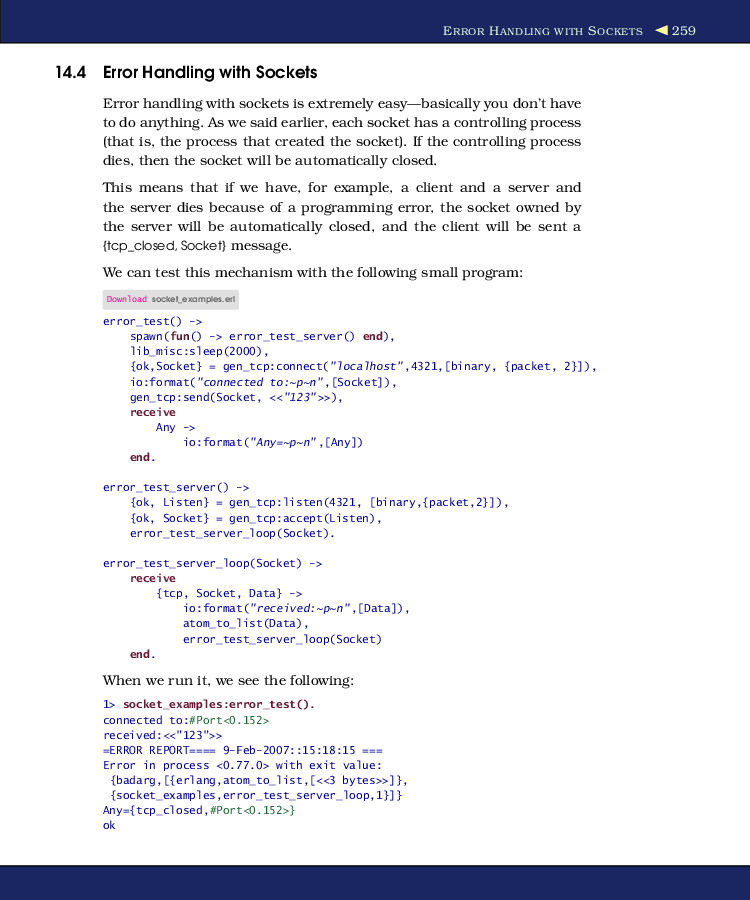 ERROR HANDLING WITH SOCKETS ◀ 259
14.4 Error Handling with Sockets
Error handling with sockets is extremely easy—basically you don't have
to do anything. As we said earlier, each socket has a controlling process
(that is, the process that created the socket). If the controlling process
dies, then the socket will be automatically closed.
This means that if we have, for example, a client and a server and
the server dies because of a programming error, the socket owned by
the server will be automatically closed, and the client will be sent a
{tcp_closed, Socket} message.
We can test this mechanism with the following small program:
Download socket_examples.erl
error_test() ->
    spawn(fun() -> error_test_server() end),
    lib_misc:sleep(2000),
    {ok,Socket} = gen_tcp:connect("localhost",4321,[binary, {packet, 2}]),
    io:format("connected to:~p~n",[Socket]),
    gen_tcp:send(Socket, <<"123">>),
    receive
        Any ->
            io:format("Any=~p~n",[Any])
    end.
error_test_server() ->
    {ok, Listen} = gen_tcp:listen(4321, [binary,{packet,2}]),
    {ok, Socket} = gen_tcp:accept(Listen),
    error_test_server_loop(Socket).
error_test_server_loop(Socket) ->
    receive
        {tcp, Socket, Data} ->
            io:format("received:~p~n",[Data]),
            atom_to_list(Data),
            error_test_server_loop(Socket)
    end.
When we run it, we see the following:
1> socket_examples:error_test().
connected to:#Port<0.152>
received:<<"123">>
=ERROR REPORT==== 9-Feb-2007::15:18:15 ===
Error in process <0.77.0> with exit value:
 {badarg,[{erlang,atom_to_list,[<<3 bytes>>]},
 {socket_examples,error_test_server_loop,1}]}
Any={tcp_closed,#Port<0.152>}
ok